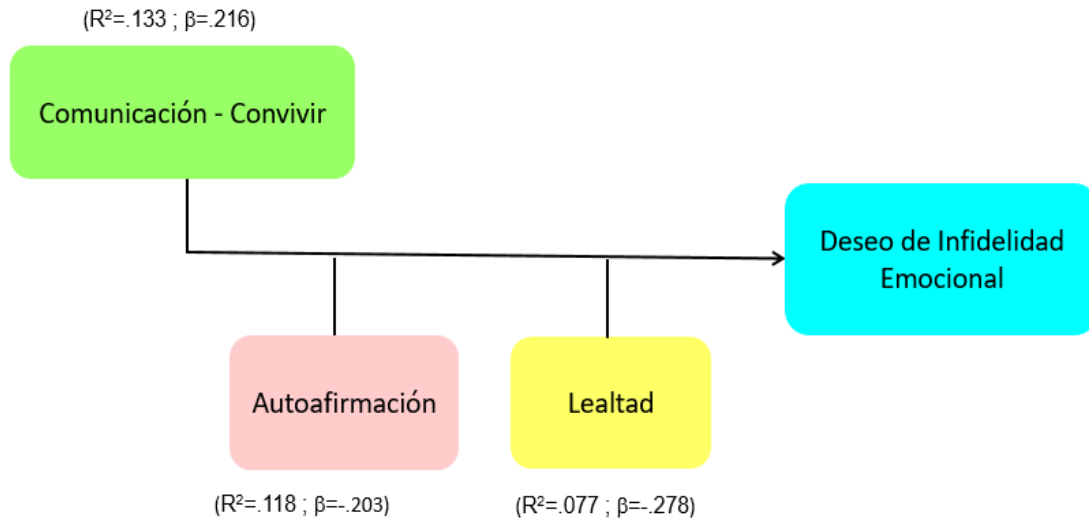 (R²=.133 ; β=.216)
Comunicación - Convivir
Deseo de Infidelidad
Emocional
Autoafirmación
Lealtad
(R²=.118 ; β=-.203)
(R²=.077 ; β=-.278)